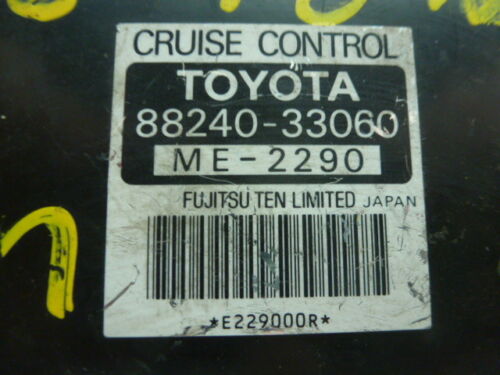 CRUISE CONTROL
TOYOTA
88240-33060
ME-2290
FUJITSU TEN LIMITED JAPAN
*E229000R*